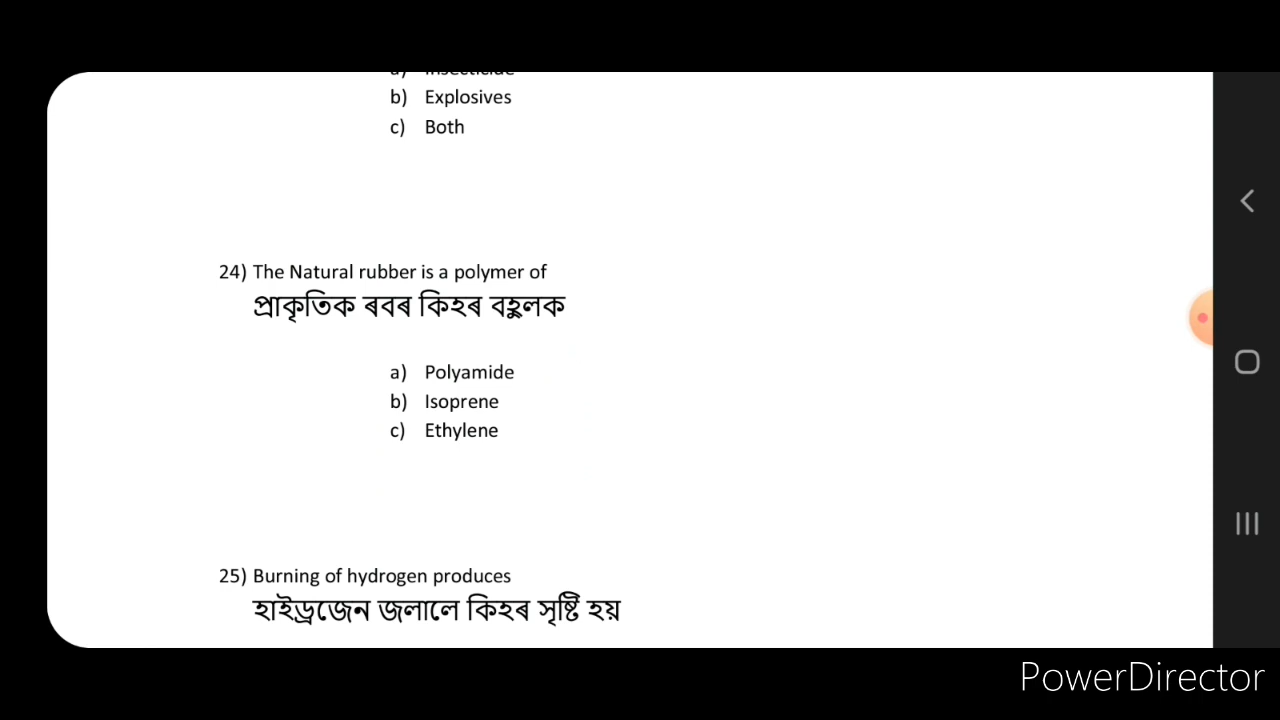 a) Insecticide
b) Explosives
c) Both
24) The Natural rubber is a polymer of
প্ৰাকৃতিক ৰবৰ কিহৰ বহুলক
a) Polyamide
b) Isoprene
c) Ethylene
25) Burning of hydrogen produces
হাইড্ৰজেন জলালে কিহৰ সৃষ্টি হয়
PowerDirector